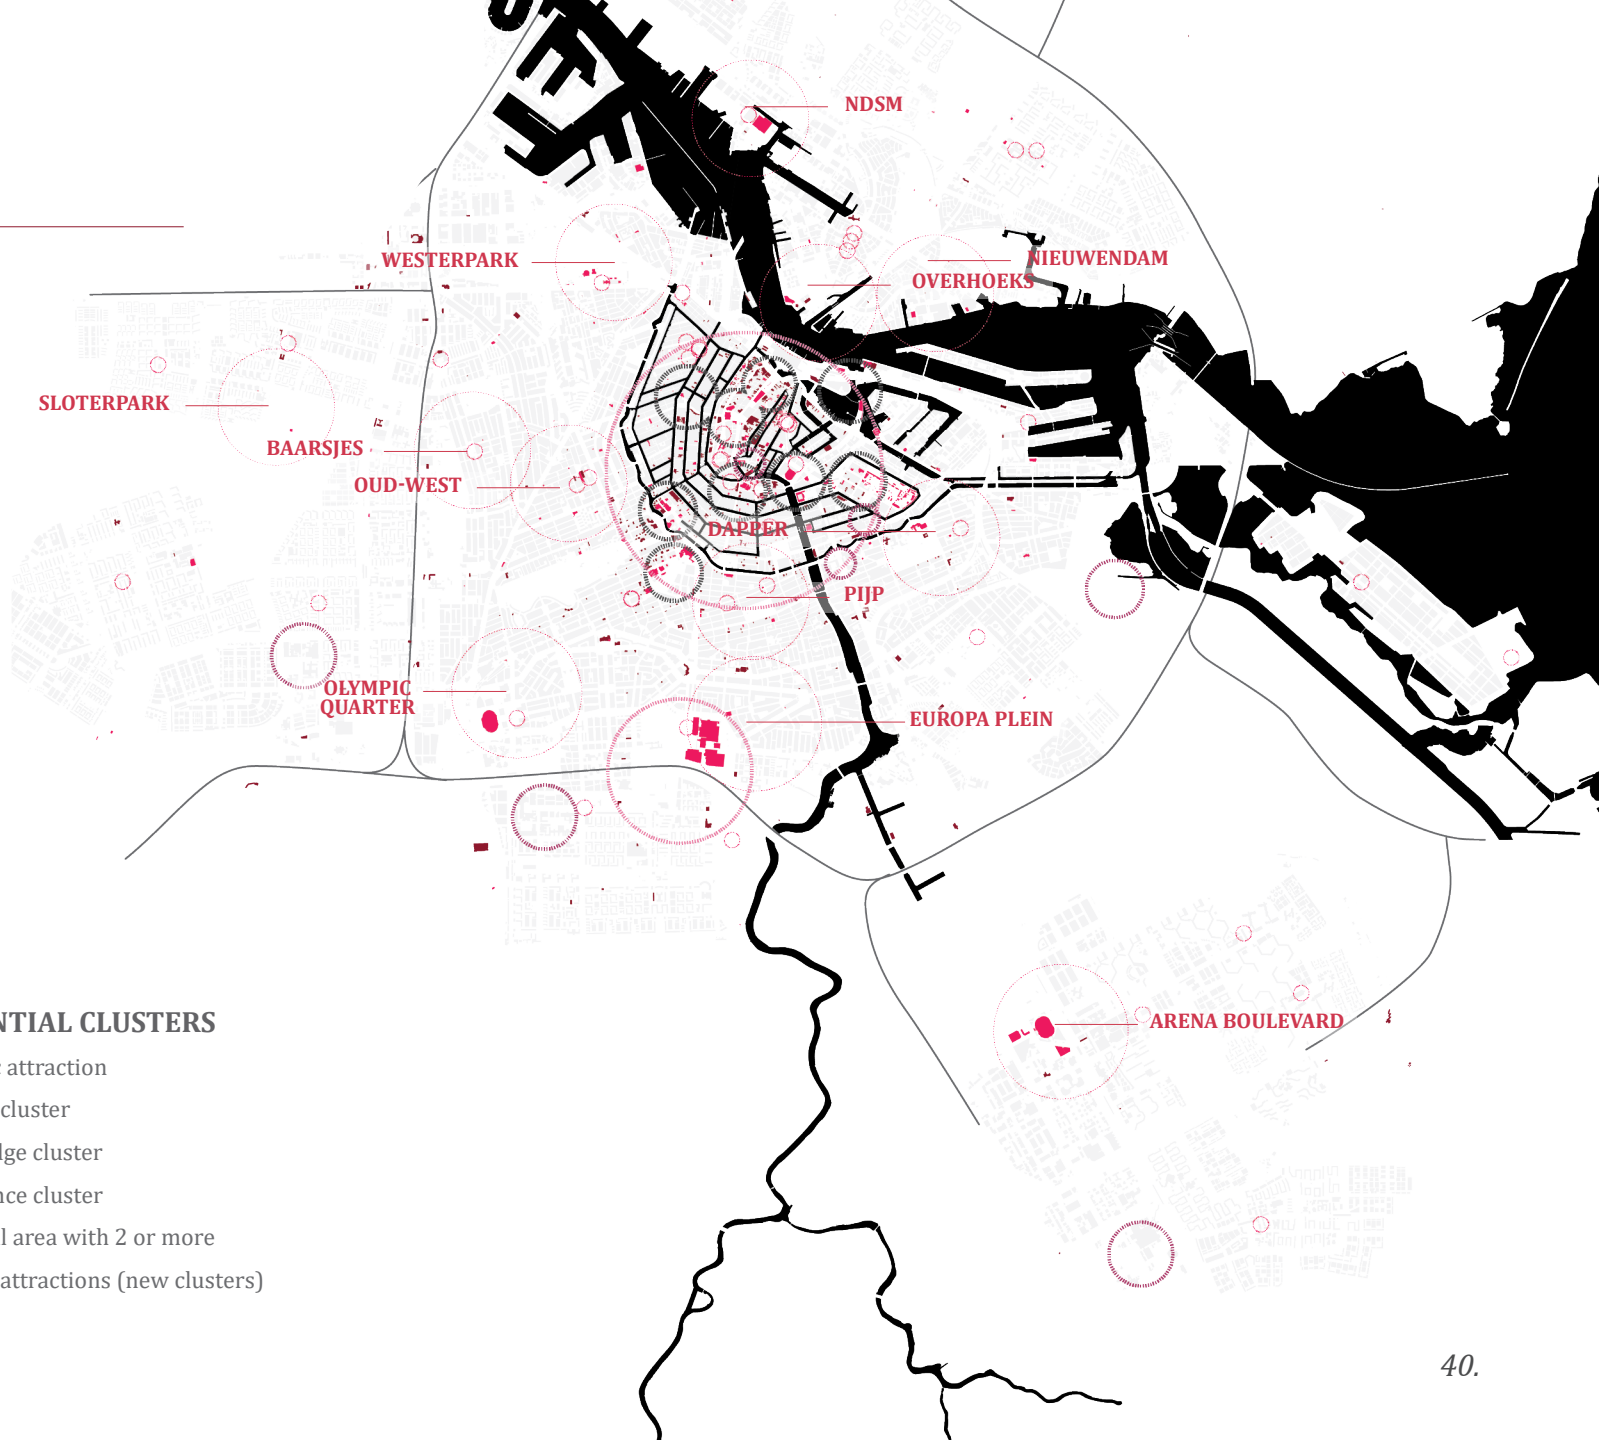 NDSM
WESTERPARK
NIEUWENDAM
OVERHOEKS
SLOTERPARK
BAARSJES
OUD-WEST
DAPPER
PIJP
OLYMPIC
QUARTER
EUROPA PLEIN
ARENA BOULEVARD
NTIAL CLUSTERS
attraction
cluster
lge cluster
nce cluster
l area with 2 or more
attractions (new clusters)
40.